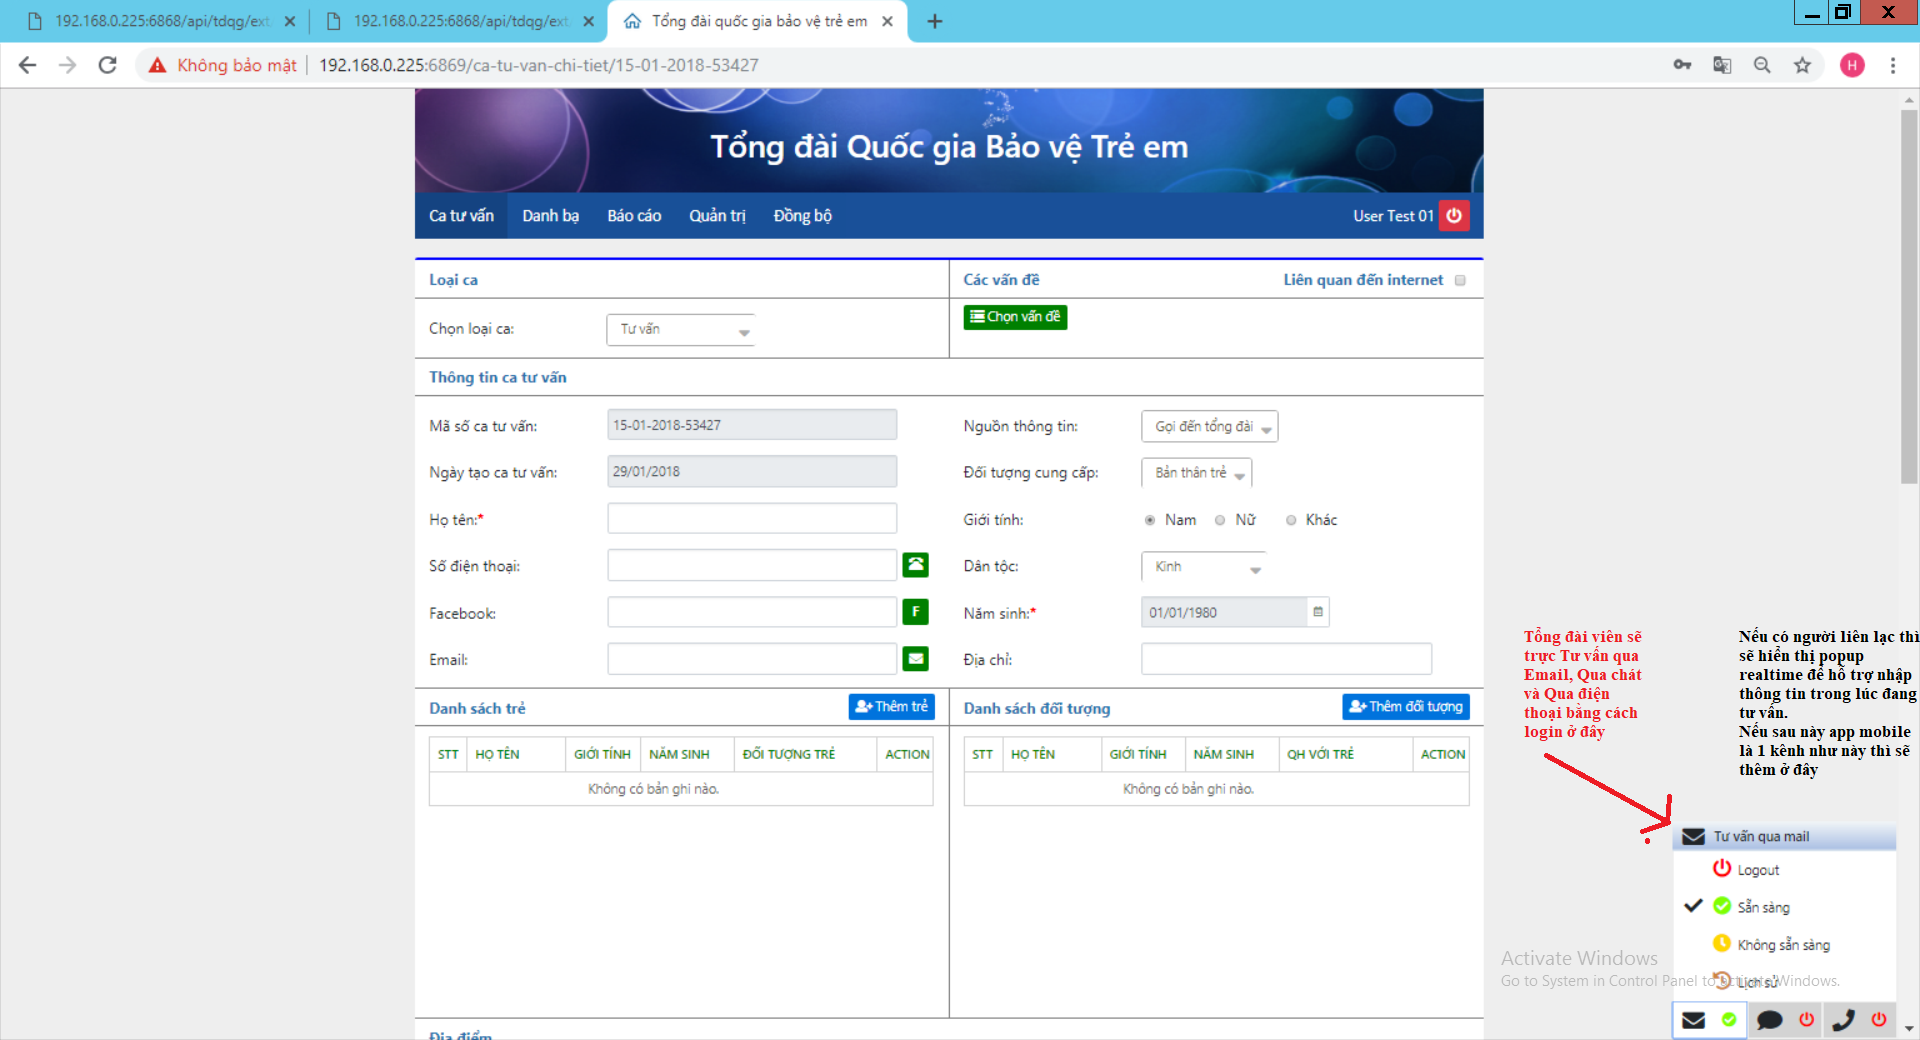 192.168.0.225:6868/api/tdqg/ext
192.168.0.225:6868/api/tdqg/ext
Tổng đài quốc gia bảo vệ trẻ em
Không bảo mật
192.168.0.225:6869/ca-tu-van-chi-tiet/15-01-2018-53427
H
Tổng đài Quốc gia Bảo vệ Trẻ em
Ca tư vấn
Danh bạ
Báo cáo
Quản trị
Đồng bộ
User Test 01
Loại ca
Các vấn đề
Liên quan đến internet
Chọn loại ca:
Tư vấn
Chọn vấn đề
Thông tin ca tư vấn
Mã số ca tư vấn:
15-01-2018-53427
Nguồn thông tin:
Gọi đến tổng đài
Ngày tạo ca tư vấn:
29/01/2018
Đối tượng cung cấp:
Bản thân trẻ
Họ tên:*
Giới tính:
Nam
Nữ
Khác
Số điện thoại:
Dân tộc:
Kinh
Facebook:
F
Năm sinh:*
01/01/1980
Email:
Địa chỉ:
Danh sách trẻ
Thêm trẻ
Danh sách đối tượng
Thêm đối tượng
STT
HỌ TÊN
GIỚI TÍNH
NĂM SINH
ĐỐI TƯỢNG TRẺ
ACTION
Không có bản ghi nào.
STT
HỌ TÊN
GIỚI TÍNH
NĂM SINH
QH VỚI TRẺ
ACTION
Không có bản ghi nào.
Địa điểm
Tổng đài viên sẽ
trực Tư vấn qua
Email, Qua chát
và Qua điện
thoại bằng cách
login ở đây
Nếu có người liên lạc thì
sẽ hiển thị popup
realtime để hỗ trợ nhập
thông tin trong lúc đang
tư vấn.
Nếu sau này app mobile
là 1 kênh như này thì sẽ
thêm ở đây
Tư vấn qua mail
Logout
Sẵn sàng
Không sẵn sàng
Lịch sử
Activate Windows
Go to System in Control Panel to activate Windows.